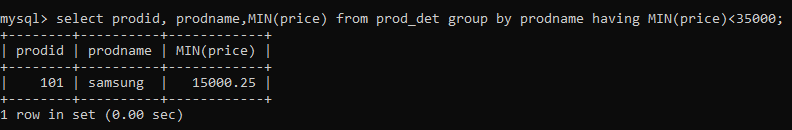 mysql> select prodid, prodname,MIN(price) from prod_det group by prodname having MIN(price)<35000;
+--------+----------+------------+
| prodid | prodname | MIN(price) |
+--------+----------+------------+
|    101 | samsung  |   15000.25 |
+--------+----------+------------+
1 row in set (0.00 sec)